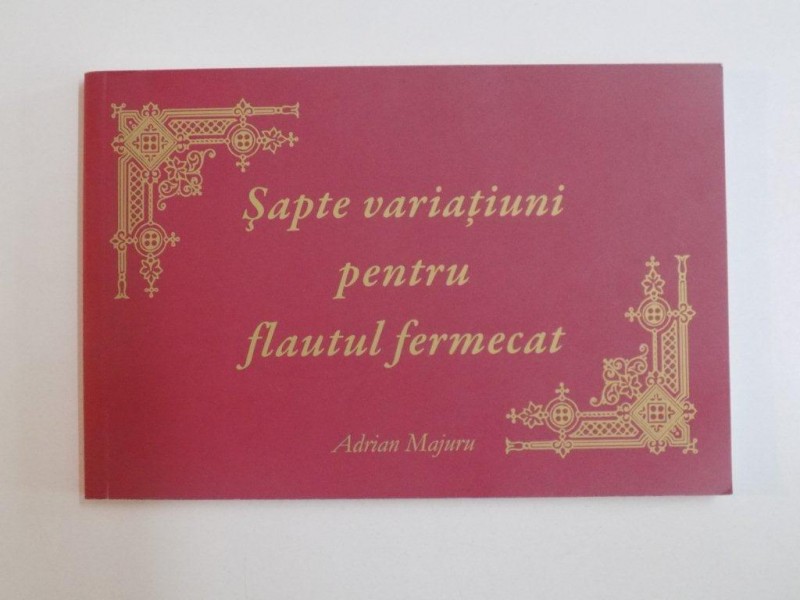 Şapte variaţiuni
pentru
flautul fermecat
Adrian Majuru